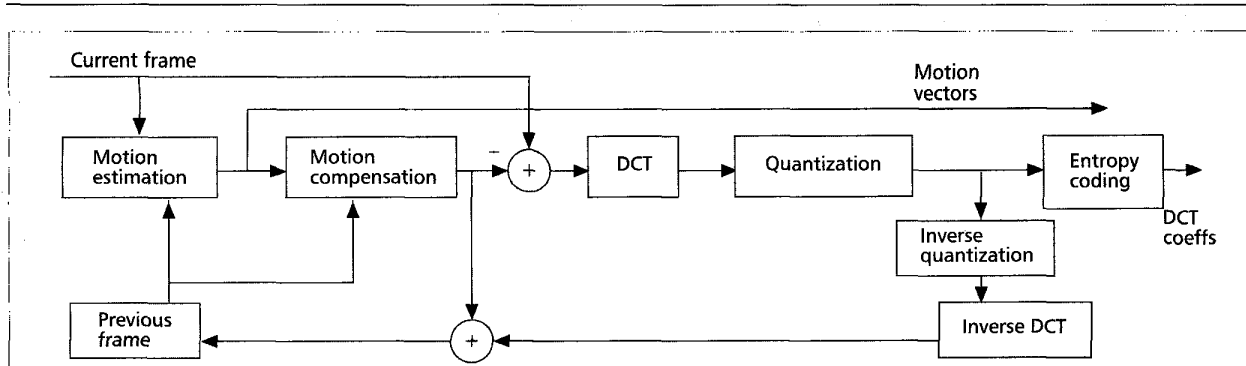 Current frame
Motion
vectors
Motion
estimation
Motion
compensation
−
+
DCT
Quantization
Entropy
coding
DCT
coeffs
Inverse
quantization
Previous
frame
+
Inverse DCT